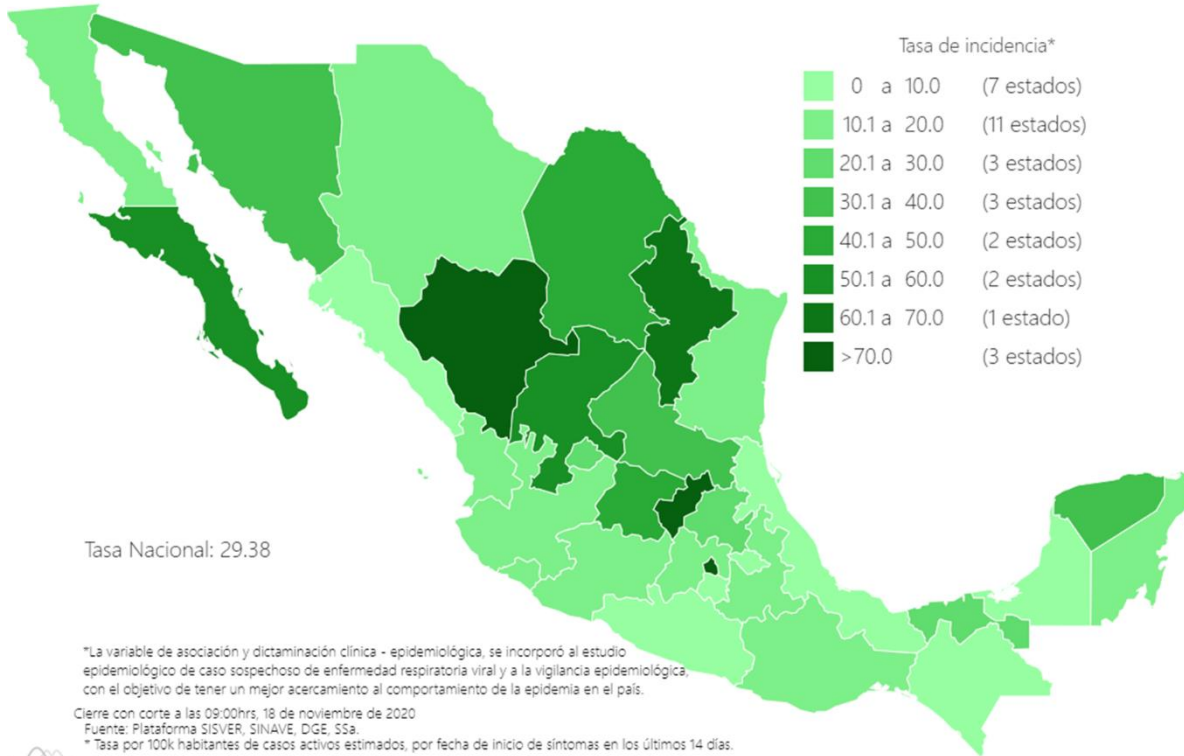 Tasa de incidencia*
0 a 10.0 (7 estados)
10.1 a 20.0 (11 estados)
20.1 a 30.0 (3 estados)
30.1 a 40.0 (3 estados)
40.1 a 50.0 (2 estados)
50.1 a 60.0 (2 estados)
60.1 a 70.0 (1 estado)
>70.0 (3 estados)
Tasa Nacional: 29.38
*La variable de asociación y dictaminación clínica - epidemiológica, se incorporó al estudio
epidemiológico de caso sospechoso de enfermedad respiratoria viral y a la vigilancia epidemiológica,
con el objetivo de tener un mejor acercamiento al comportamiento de la epidemia en el país.
Cierre con corte a las 09:00hrs, 18 de noviembre de 2020
Fuente: Plataforma SISVER, SINAVE, DGE, SSa.
* Tasa por 100k habitantes de casos activos estimados, por fecha de inicio de síntomas en los últimos 14 días.